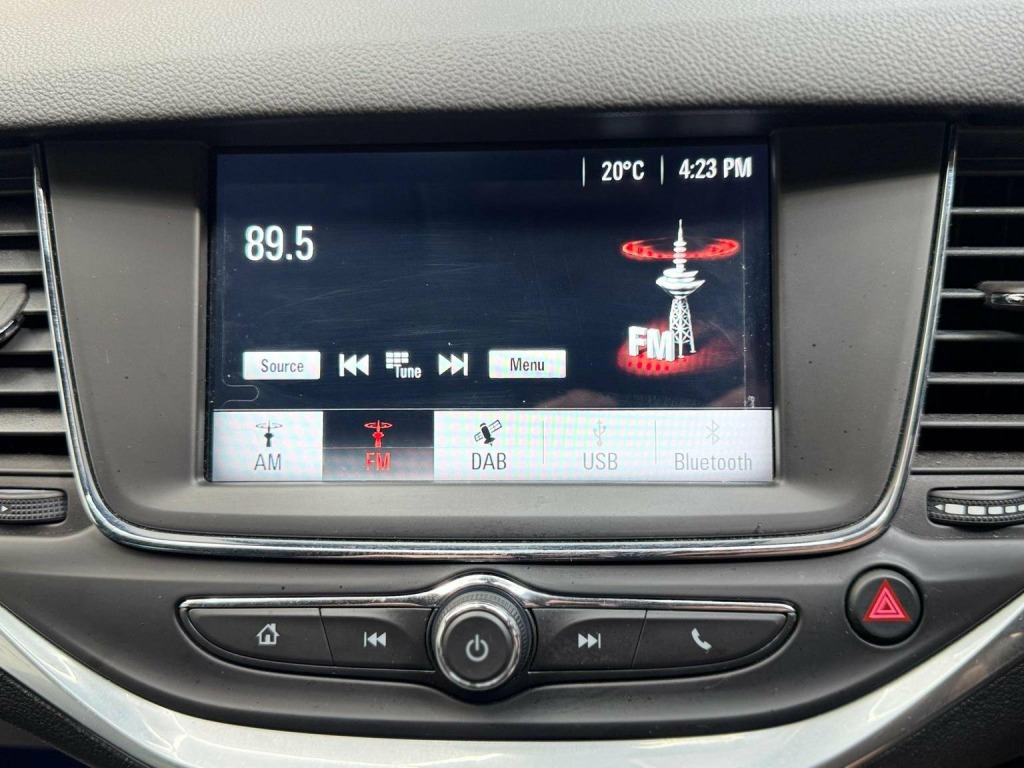 20°C 4:23 PM
89.5
FM
Source Tune Menu
AM FM DAB USB Bluetooth